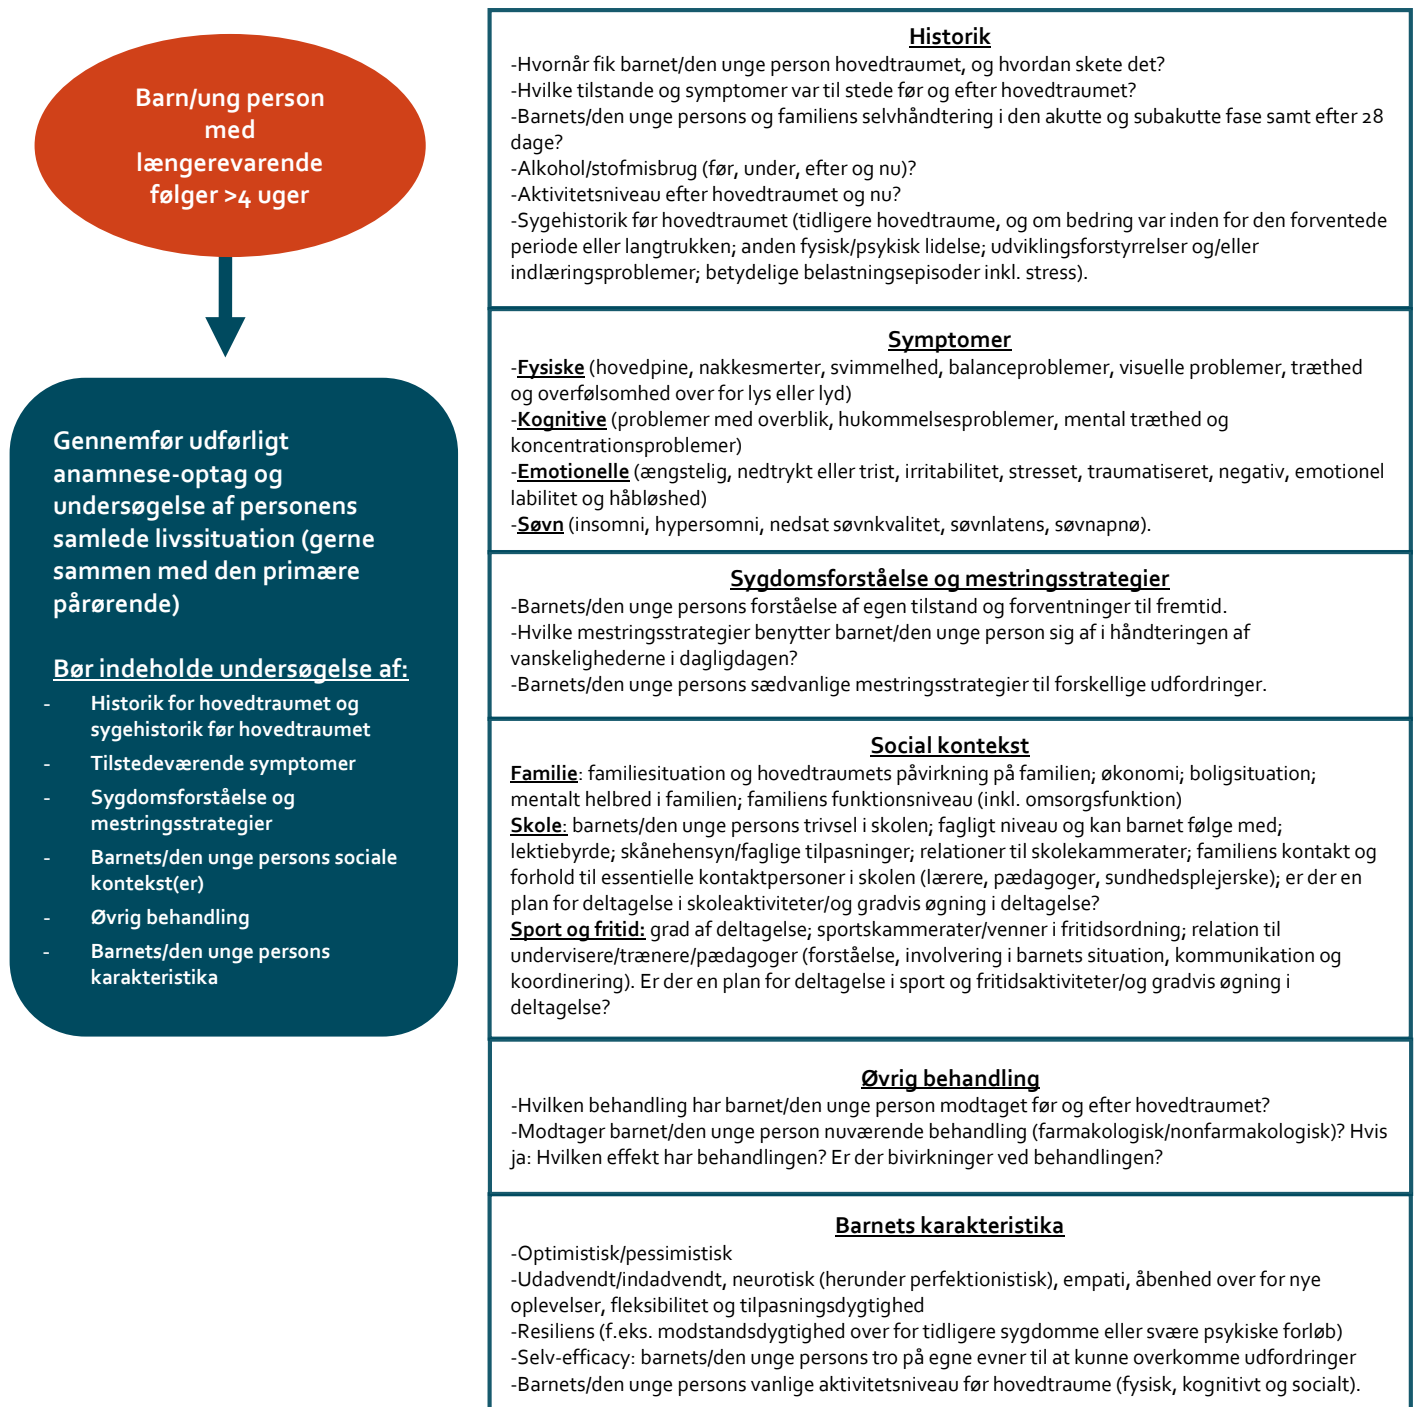 Barn/ung person
med
længerevarende
følger >4 uger
Gennemfør udførligt
anamnese-optag og
undersøgelse af personens
samlede livssituation (gerne
sammen med den primære
pårørende)
Bør indeholde undersøgelse af:
- Historik for hovedtraumet og
sygehistorik før hovedtraumet
- Tilstedeværende symptomer
- Sygdomsforståelse og
mestringsstrategier
- Barnets/den unge persons sociale
kontekst(er)
- Øvrig behandling
- Barnets/den unge persons
karakteristika
Historik
-Hvornår fik barnet/den unge person hovedtraumet, og hvordan skete det?
-Hvilke tilstande og symptomer var til stede før og efter hovedtraumet?
-Barnets/den unge persons og familiens selvhåndtering i den akutte og subakutte fase samt efter 28
dage?
-Alkohol/stofmisbrug (før, under, efter og nu)?
-Aktivitetsniveau efter hovedtraumet og nu?
-Sygehistorik før hovedtraumet (tidligere hovedtraume, og om bedring var inden for den forventede
periode eller langtrukken; anden fysisk/psykisk lidelse; udviklingsforstyrrelser og/eller
indlæringsproblemer; betydelige belastningsepisoder inkl. stress).
Symptomer
-Fysiske (hovedpine, nakkesmerter, svimmelhed, balanceproblemer, visuelle problemer, træthed
og overfølsomhed over for lys eller lyd)
-Kognitive (problemer med overblik, hukommelsesproblemer, mental træthed og
koncentrationsproblemer)
-Emotionelle (ængstelig, nedtrykt eller trist, irritabilitet, stresset, traumatiseret, negativ, emotionel
labilitet og håbløshed)
-Søvn (insomni, hypersomni, nedsat søvnkvalitet, søvnlatens, søvnapnø).
Sygdomsforståelse og mestringsstrategier
-Barnets/den unge persons forståelse af egen tilstand og forventninger til fremtid.
-Hvilke mestringsstrategier benytter barnet/den unge person sig af i håndteringen af
vanskelighederne i dagligdagen?
-Barnets/den unge persons sædvanlige mestringsstrategier til forskellige udfordringer.
Social kontekst
Familie: familiesituation og hovedtraumets påvirkning på familien; økonomi; boligsituation;
mentalt helbred i familien; familiens funktionsniveau (inkl. omsorgsfunktion)
Skole: barnets/den unge persons trivsel i skolen; fagligt niveau og kan barnet følge med;
lektiebyrde; skånehensyn/faglige tilpasninger; relationer til skolekammerater; familiens kontakt og
forhold til essentielle kontaktpersoner i skolen (lærere, pædagoger, sundhedsplejerske); er der en
plan for deltagelse i skoleaktiviteter/og gradvis øgning i deltagelse?
Sport og fritid: grad af deltagelse; sportskammerater/venner i fritidsordning; relation til
undervisere/trænere/pædagoger (forståelse, involvering i barnets situation, kommunikation og
koordinering). Er der en plan for deltagelse i sport og fritidsaktiviteter/og gradvis øgning i
deltagelse?
Øvrig behandling
-Hvilken behandling har barnet/den unge person modtaget før og efter hovedtraumet?
-Modtager barnet/den unge person nuværende behandling (farmakologisk/nonfarmakologisk)? Hvis
ja: Hvilken effekt har behandlingen? Er der bivirkninger ved behandlingen?
Barnets karakteristika
-Optimistisk/pessimistisk
-Udadvendt/indadvendt, neurotisk (herunder perfektionistisk), empati, åbenhed over for nye
oplevelser, fleksibilitet og tilpasningsdygtighed
-Resiliens (f.eks. modstandsdygtighed over for tidligere sygdomme eller svære psykiske forløb)
-Selv-efficacy: barnets/den unge persons tro på egne evner til at kunne overkomme udfordringer
-Barnets/den unge persons vanlige aktivitetsniveau før hovedtraume (fysisk, kognitivt og socialt).